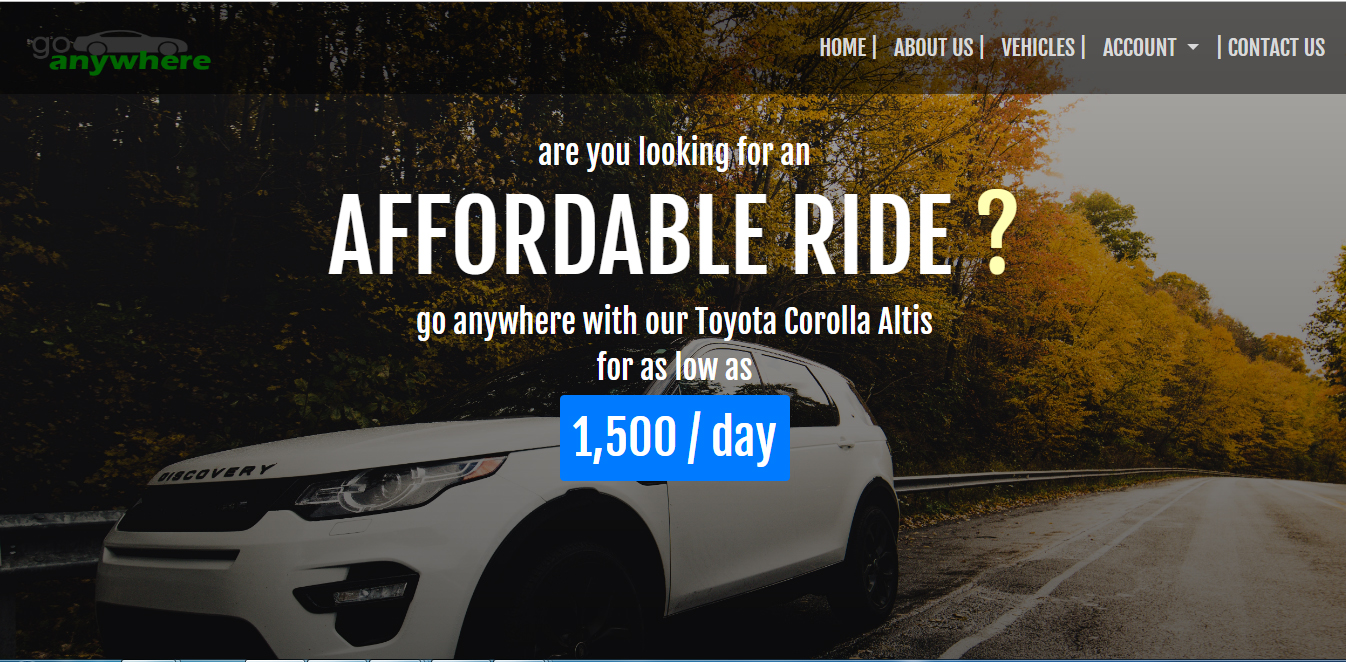 go
anywhere
HOME | ABOUT US | VEHICLES | ACCOUNT | CONTACT US
are you looking for an
AFFORDABLE RIDE ?
go anywhere with our Toyota Corolla Altis
for as low as
1,500 / day
DISCOVERY